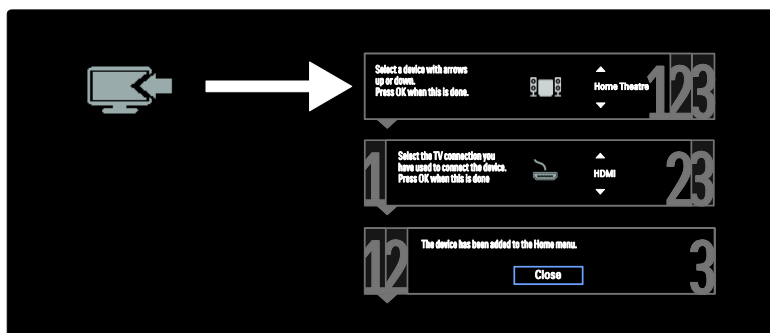 Select a device with arrows
up or down.
Press OK when this is done.
Home Theatre
123
1
Select the TV connection you
have used to connect the device.
Press OK when this is done
HDMI
23
12
The device has been added to the Home menu.
Close
3